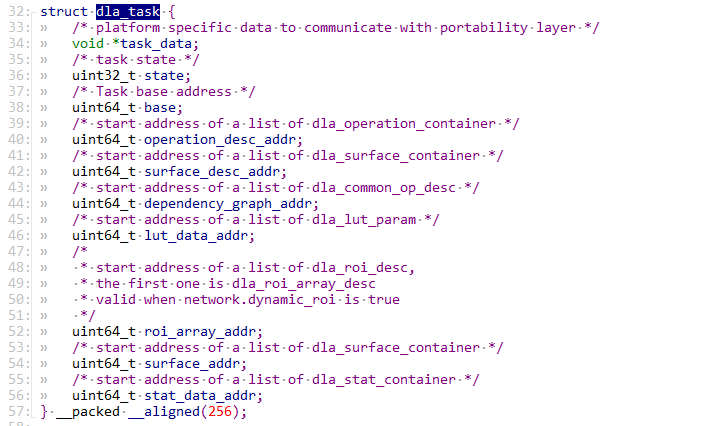 32: struct dla_task {
33: » /* platform specific data to communicate with portability layer */
34: » void *task_data;
35: » /* task state */
36: » uint32_t state;
37: » /* Task base address */
38: » uint64_t base;
39: » /* start address of a list of dla_operation_container */
40: » uint64_t operation_desc_addr;
41: » /* start address of a list of dla_surface_container */
42: » uint64_t surface_desc_addr;
43: » /* start address of a list of dla_common_op_desc */
44: » uint64_t dependency_graph_addr;
45: » /* start address of a list of dla_lut_param */
46: » uint64_t lut_data_addr;
47: » /*
48: » * start address of a list of dla_roi_desc,
49: » * the first one is dla_roi_array_desc
50: » * valid when network.dynamic_roi is true
51: » */
52: » uint64_t roi_array_addr;
53: » /* start address of a list of dla_surface_container */
54: » uint64_t surface_addr;
55: » /* start address of a list of dla_stat_container */
56: » uint64_t stat_data_addr;
57: } __packed __aligned(256);